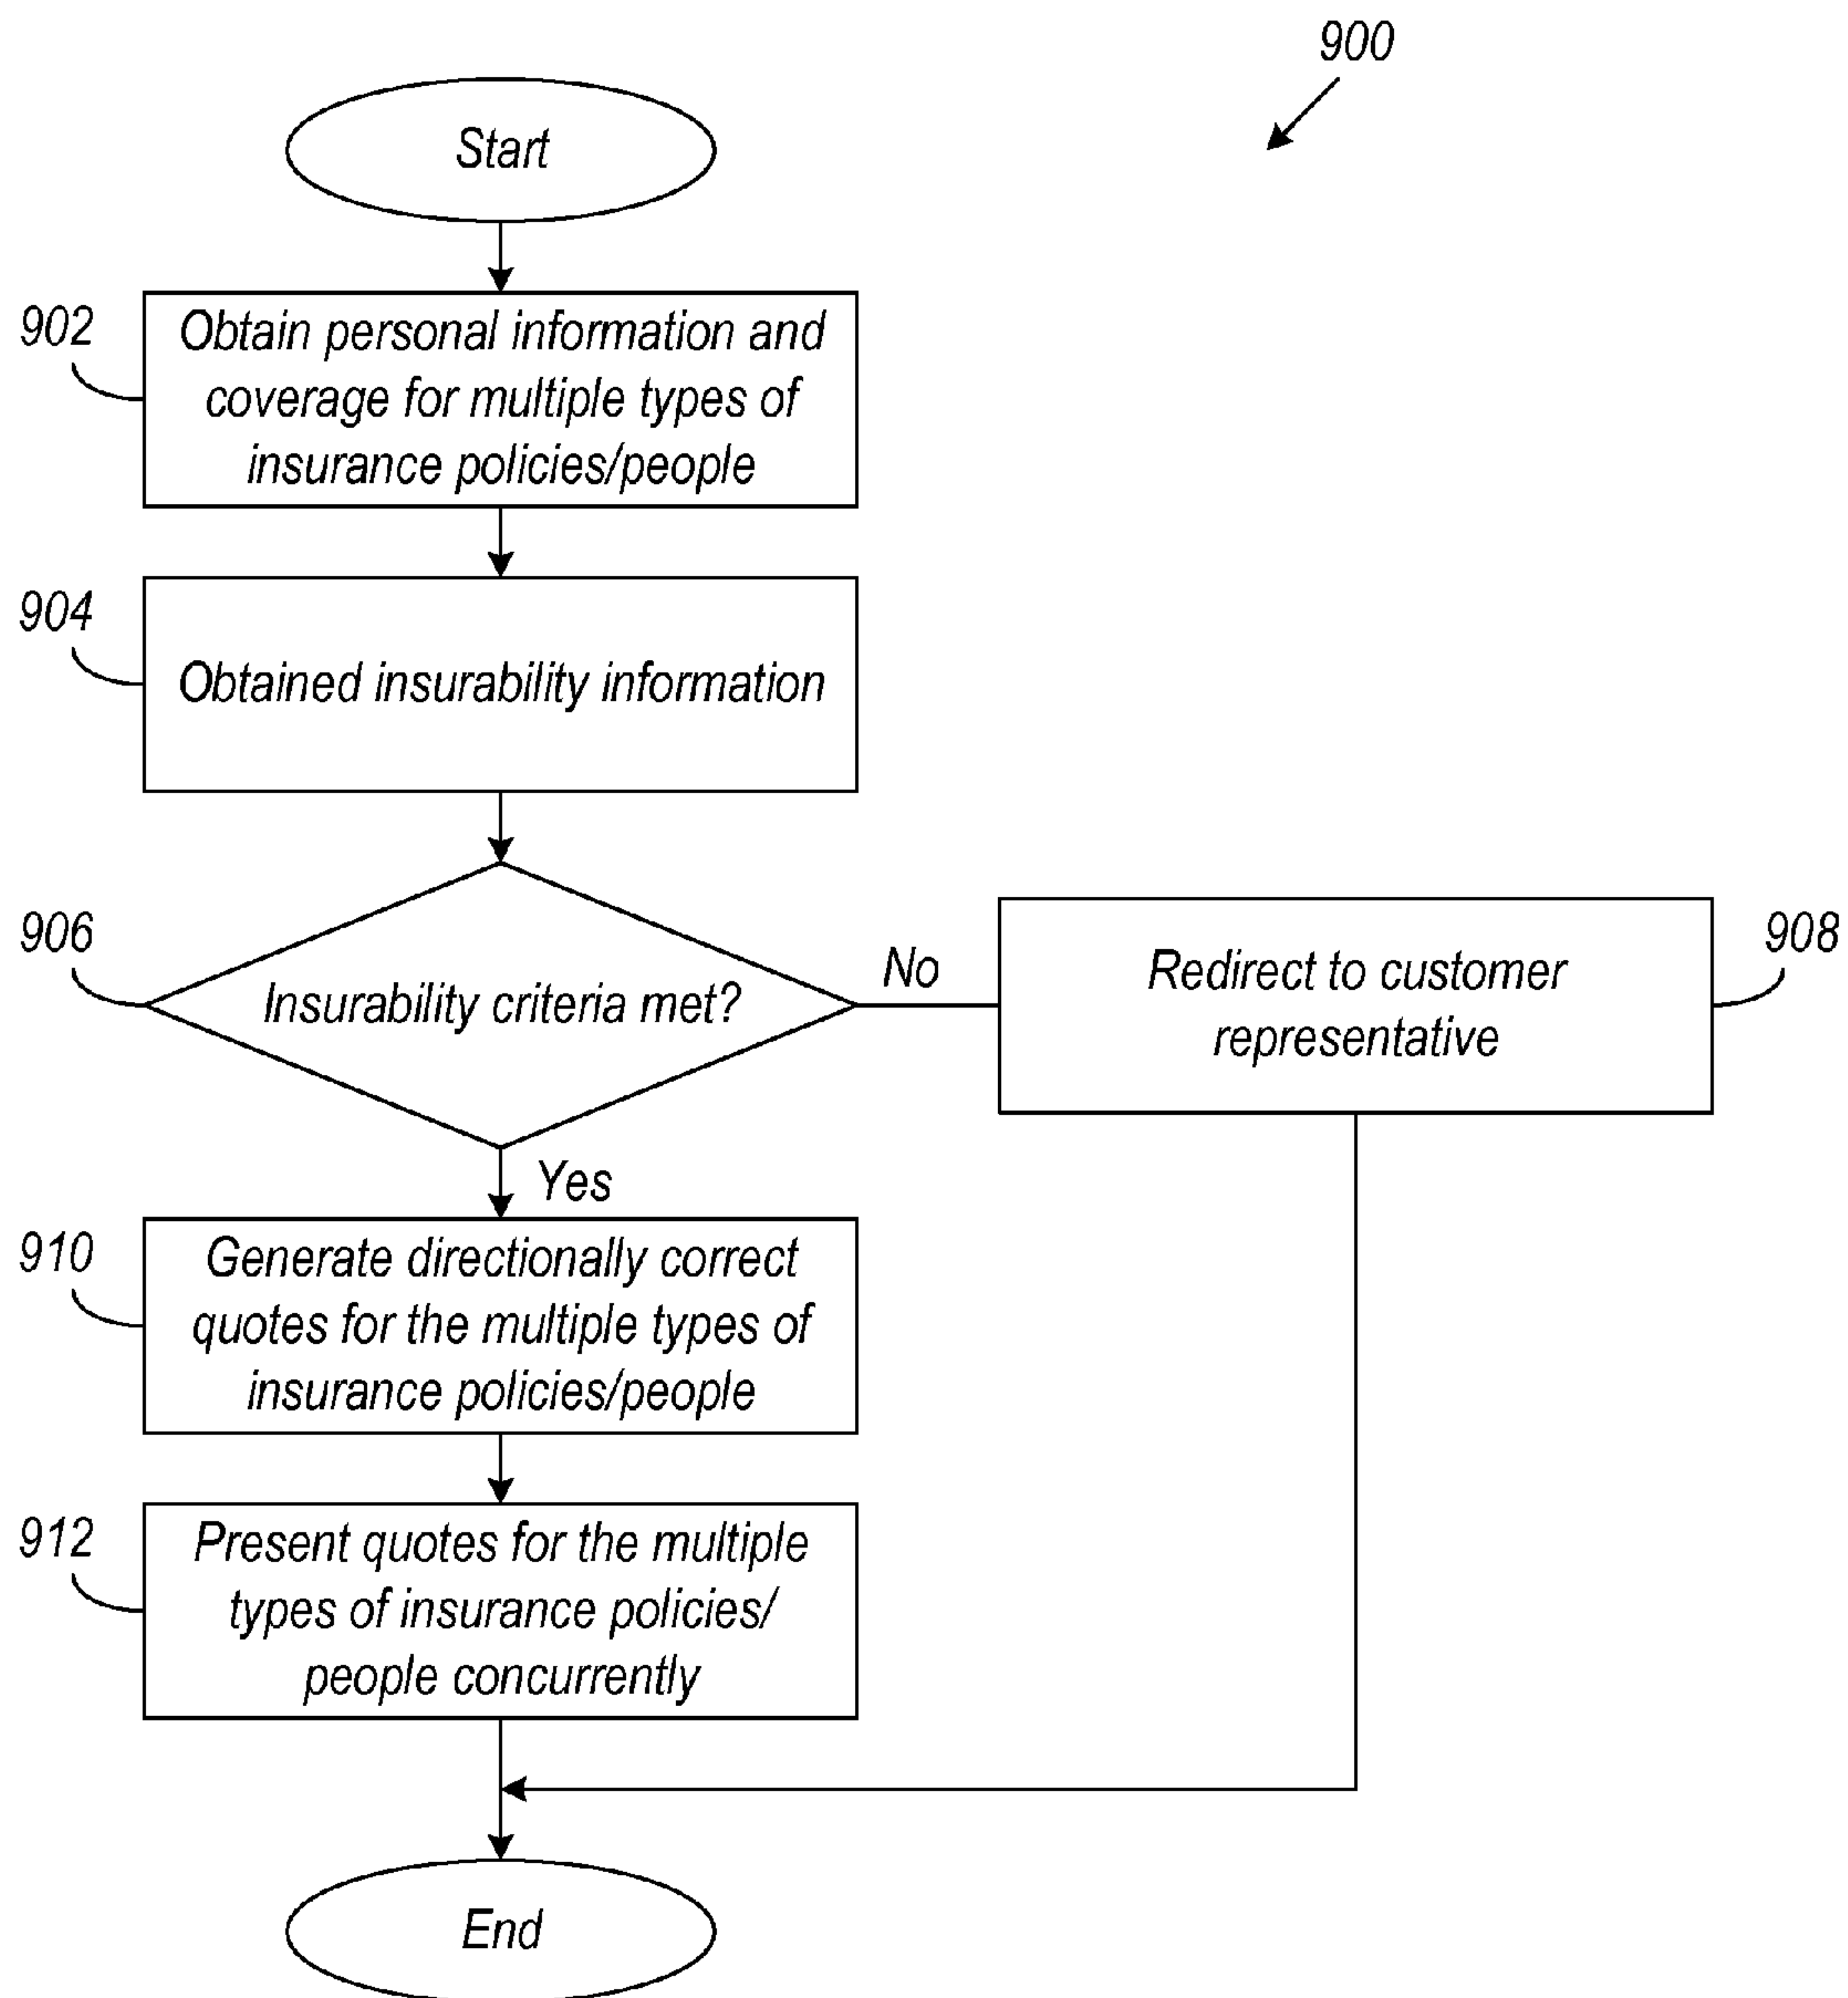 900
Start
902
Obtain personal information and
coverage for multiple types of
insurance policies/people
904
Obtained insurability information
906
Insurability criteria met?
No
Redirect to customer
representative
908
Yes
910
Generate directionally correct
quotes for the multiple types of
insurance policies/people
912
Present quotes for the multiple
types of insurance policies/
people concurrently
End